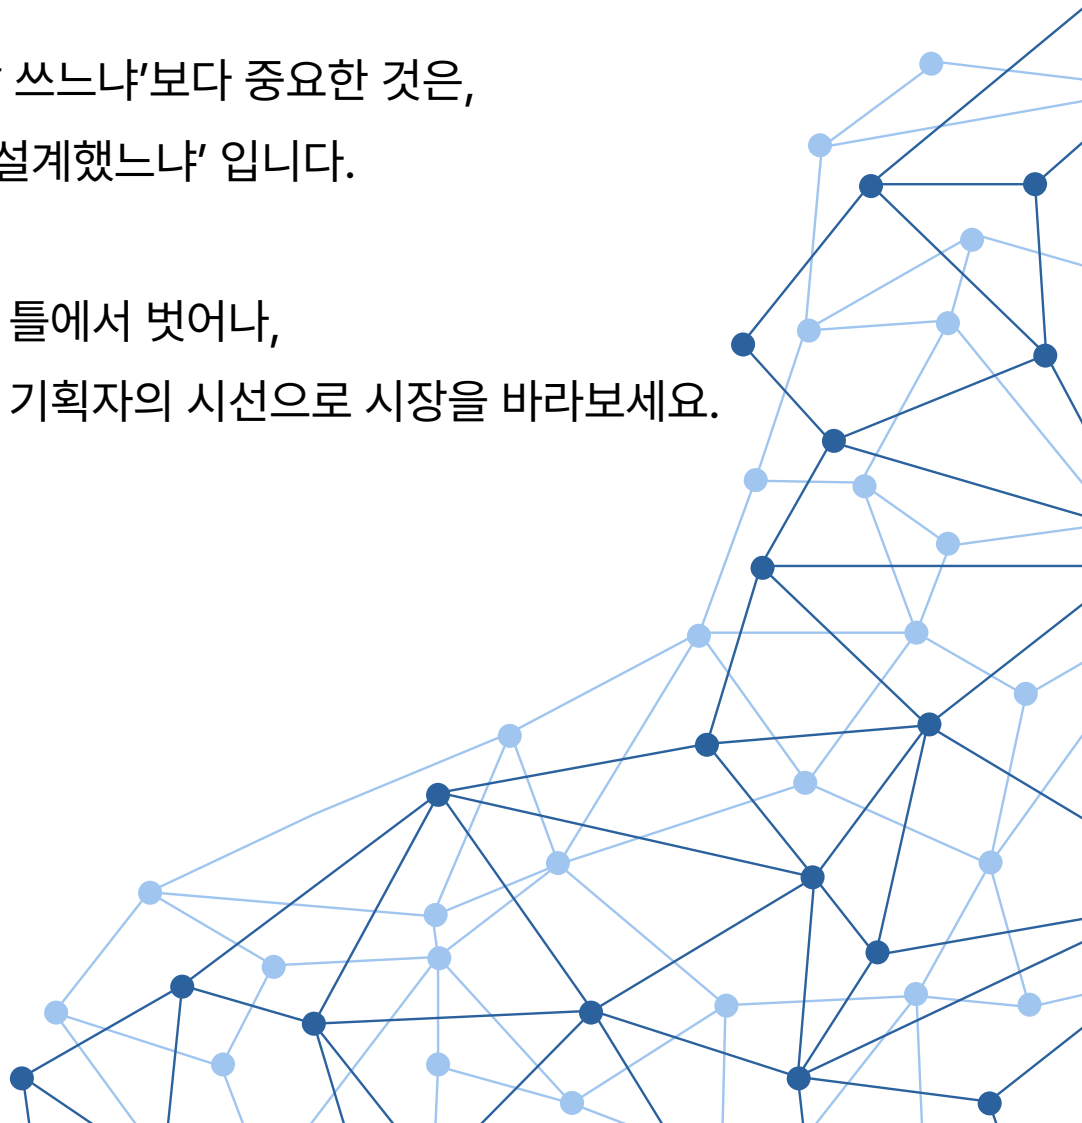 쓰느냐’보다 중요한 것은,
설계했느냐’ 입니다.
틀에서 벗어나,
기획자의 시선으로 시장을 바라보세요.